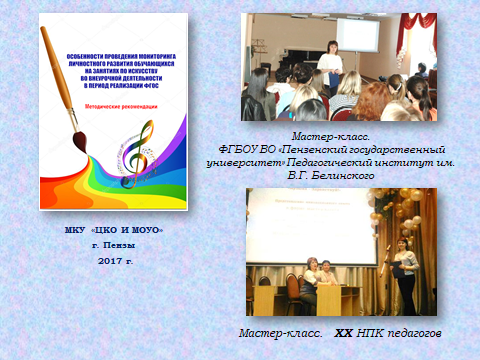 ОСОБЕННОСТИ ПРОВЕДЕНИЯ МОНИТОРИНГА
ЛИЧНОСТНОГО РАЗВИТИЯ ОБУЧАЮЩИХСЯ
НА ЗАНЯТИЯХ ПО ИСКУССТВУ
ВО ВНЕУРОЧНОЙ ДЕЯТЕЛЬНОСТИ
В ПЕРИОД РЕАЛИЗАЦИИ ФГОС
Методические рекомендации
МКУ «ЦКО И МОУО»
г. Пензы
2017 г.
Мастер-класс.
ФГБОУ ВО «Пензенский государственный
университет» Педагогический институт им.
В.Г. Белинского
Мастер-класс. XX НПК педагогов